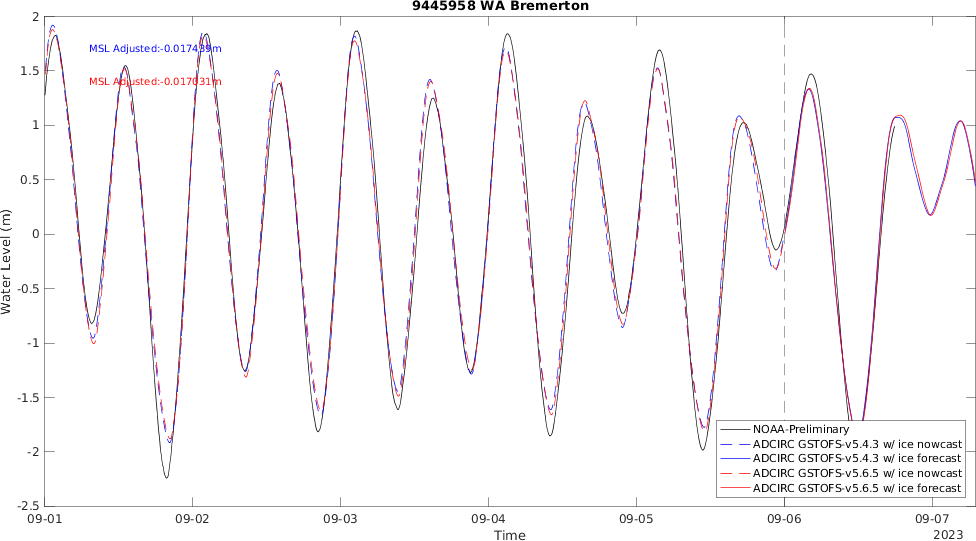 9445958 WA Bremerton
MSL Adjusted:-0.017439m
MSL Adjusted:-0.017031m
Water Level (m)
2
1.5
1
0.5
0
-0.5
-1
-1.5
-2
-2.5
09-01
09-02
09-03
09-04
09-05
09-06
09-07
Time
2023
NOAA-Preliminary
ADCIRC GSTOFS-v5.4.3 w/ ice nowcast
ADCIRC GSTOFS-v5.4.3 w/ ice forecast
ADCIRC GSTOFS-v5.6.5 w/ ice nowcast
ADCIRC GSTOFS-v5.6.5 w/ ice forecast